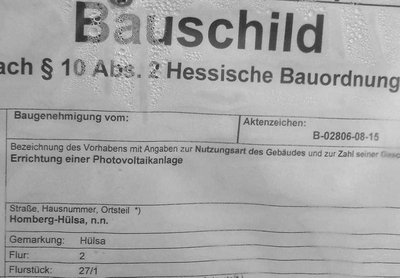 Bauschild
ach § 10 Abs. 2 Hessische Bauordnung
Baugenehmigung vom:
Aktenzeichen:
B-02806-08-15
Bezeichnung des Vorhabens mit Angaben zur Nutzungsart des Gebäudes und zur Zahl seiner Gesc
Errichtung einer Photovoltaikanlage
Straße, Hausnummer, Ortsteil *)
Homberg-Hülsa, n.n.
Gemarkung: Hülsa
Flur: 2
Flurstück: 27/1